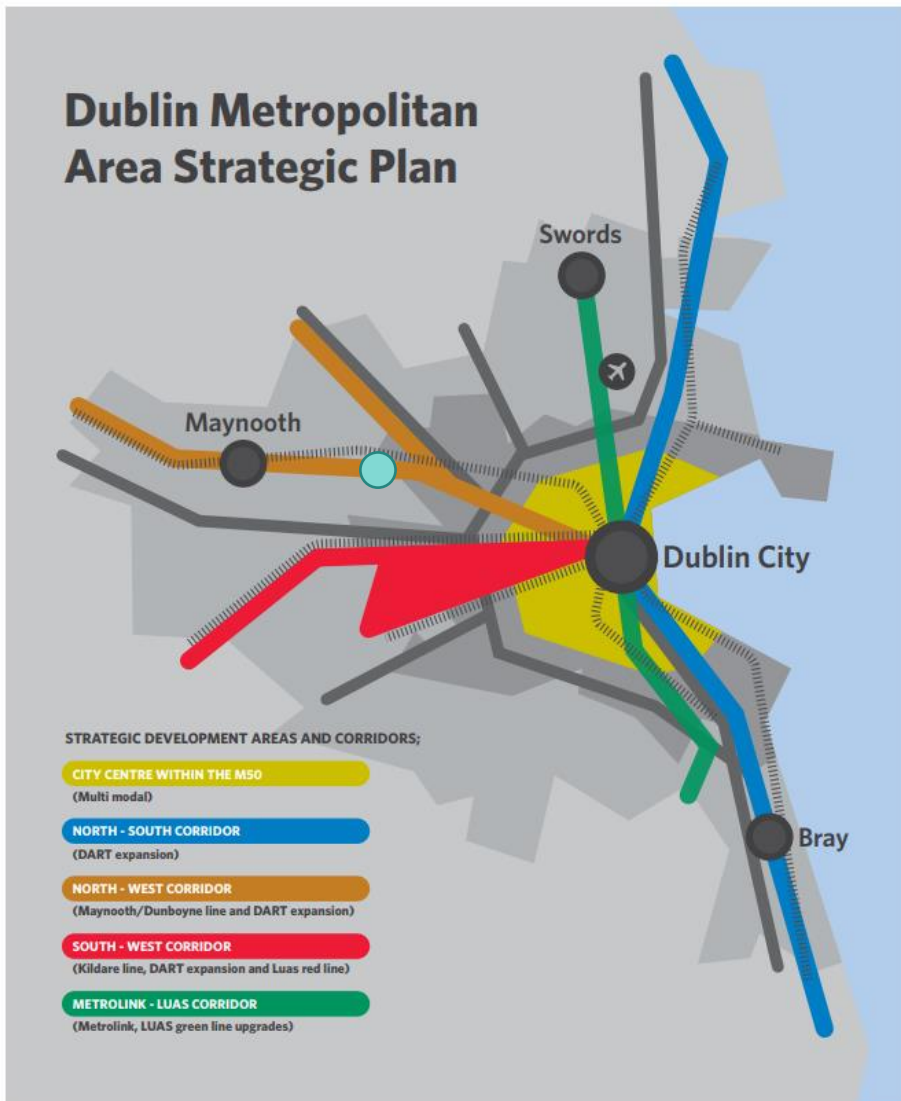 Dublin Metropolitan
Area Strategic Plan
Swords
Maynooth
Dublin City
Bray
STRATEGIC DEVELOPMENT AREAS AND CORRIDORS;
CITY CENTRE WITHIN THE M50
(Multi modal)
NORTH - SOUTH CORRIDOR
(DART expansion)
NORTH - WEST CORRIDOR
(Maynooth/Dunboyne line and DART expansion)
SOUTH - WEST CORRIDOR
(Kildare line, DART expansion and Luas red line)
METROLINK - LUAS CORRIDOR
(Metrolink, LUAS green line upgrades)